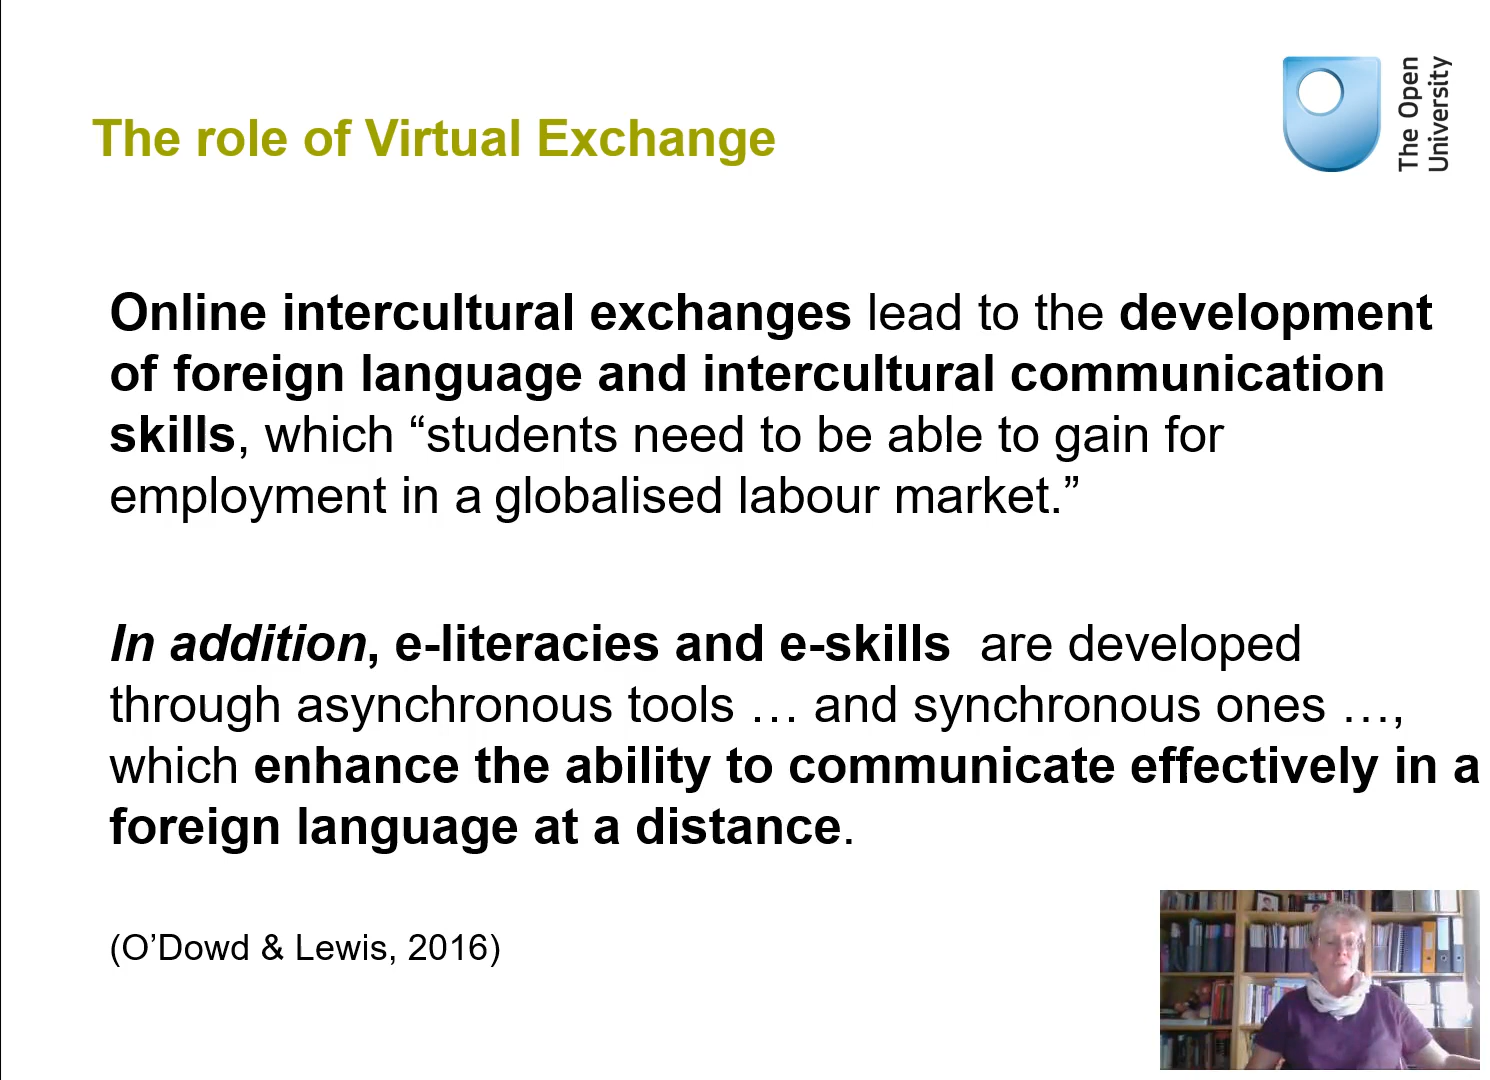 The role of Virtual Exchange
The Open
University
Online intercultural exchanges lead to the development
of foreign language and intercultural communication
skills, which “students need to be able to gain for
employment in a globalised labour market.”
In addition, e-literacies and e-skills are developed
through asynchronous tools … and synchronous ones …,
which enhance the ability to communicate effectively in a
foreign language at a distance.
(O’Dowd & Lewis, 2016)